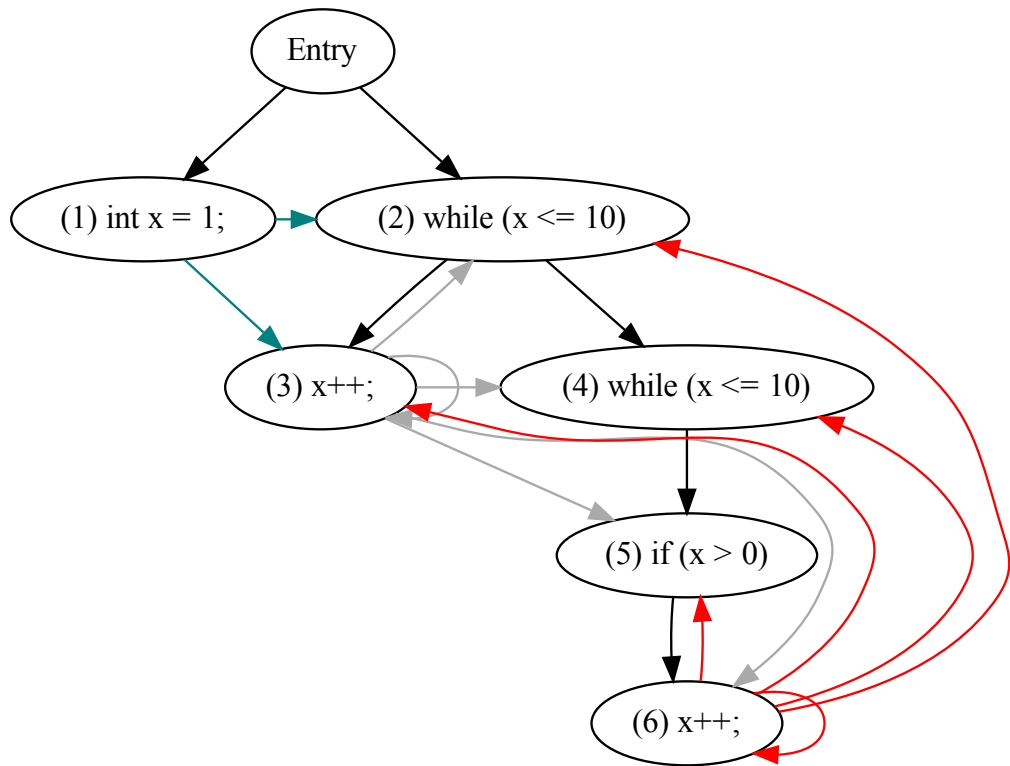 Entry
(1) int x = 1;
(2) while (x <= 10)
(3) x++;
(4) while (x <= 10)
(5) if (x > 0)
(6) x++;